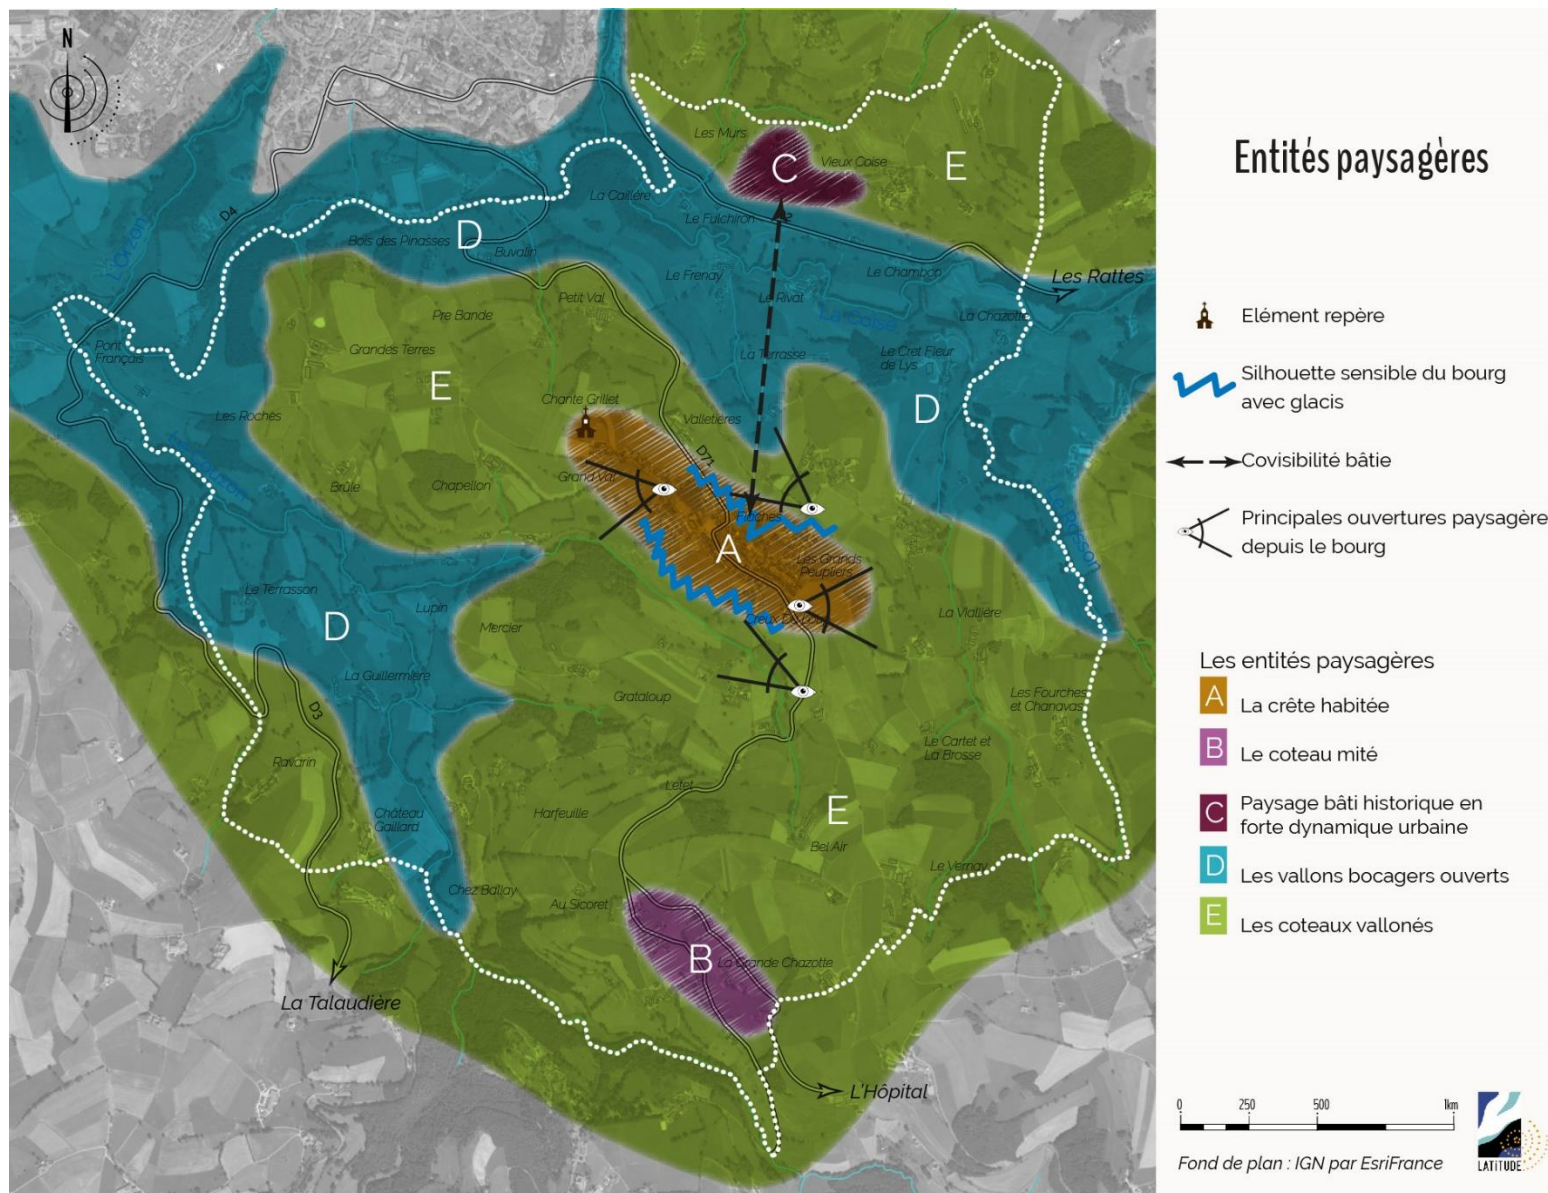 N
Entités paysagères
Les Murs
Vieux Coise
C
E
La Caillère
D4
Le Fulchiron
Bois des Pinasses
D
Buvalin
Le Frenay
Le Chambon
Les Rattes
Petit Val
Le Rivat
La Coise
La Chazotte
Pre Bande
Pont
Français
Grandes Terres
La Terrasse
Le Cret Fleur
de Lys
E
Chante Grillet
D
Les Roches
Valletieres
D71
Grand Val
Brûle
Chapellon
Flaches
A
Les Grands
Peupliers
Le Terrasson
Lupin
D
Mercier
La Viallière
La Guillermière
Grataloup
Les Fourches
et Chanavas
D3
Ravarin
Le Cartet et
La Brosse
Château
Gaillard
Harfeuille
E
Bel Air
Le Vernay
Chez Ballay
Au Sicoret
B
La Grande Chazotte
La Talaudière
L'Hôpital
Elément repère
Silhouette sensible du bourg
avec glacis
Covisibilité bâtie
Principales ouvertures paysagère
depuis le bourg
Les entités paysagères
A La crête habitée
B Le coteau mité
C Paysage bâti historique en
forte dynamique urbaine
D Les vallons bocagers ouverts
E Les coteaux vallonés
0 250 500 1km
Fond de plan : IGN par EsriFrance
LATITUDE